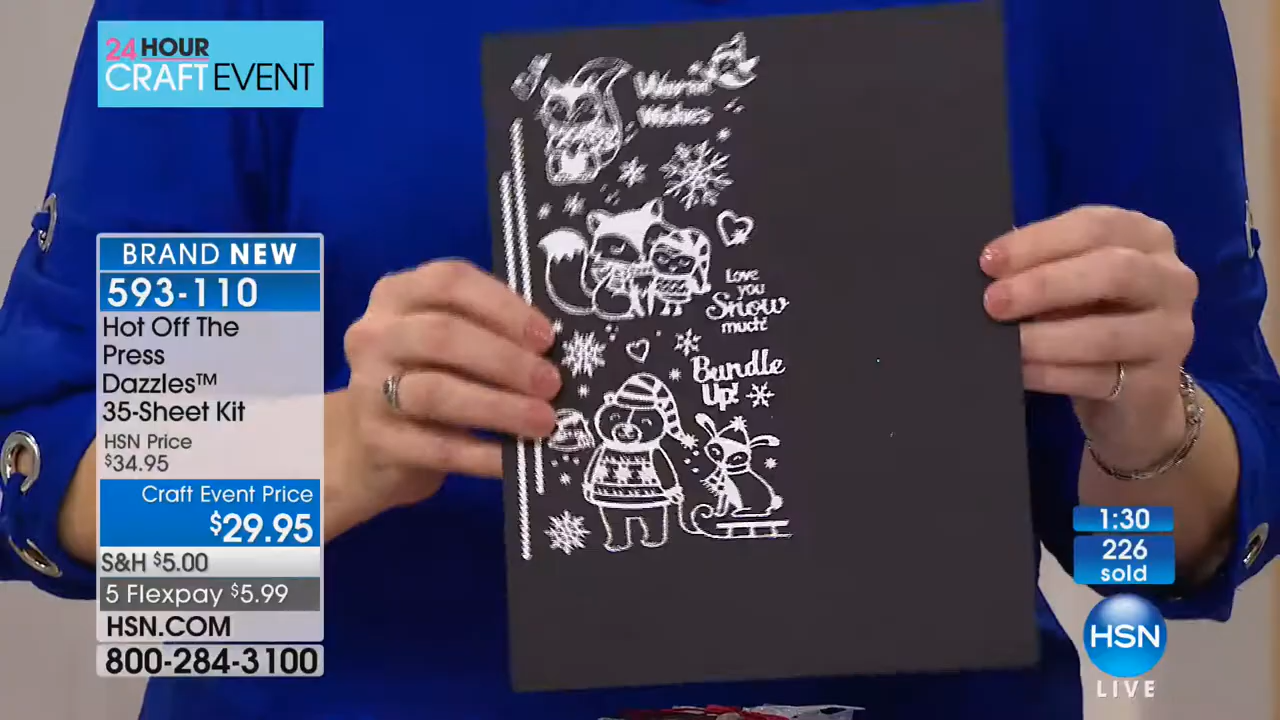 24 HOUR
CRAFT EVENT
BRAND NEW
593-110
Hot Off The
Press
Dazzles™
35-Sheet Kit
HSN Price
$34.95
Craft Event Price
$29.95
S&H $5.00
5 Flexpay $5.99
HSN.COM
800-284-3100
Warm
Wishes
Love
you
Snow
much!
Bundle
Up!
1:30
226
sold
HSN
LIVE